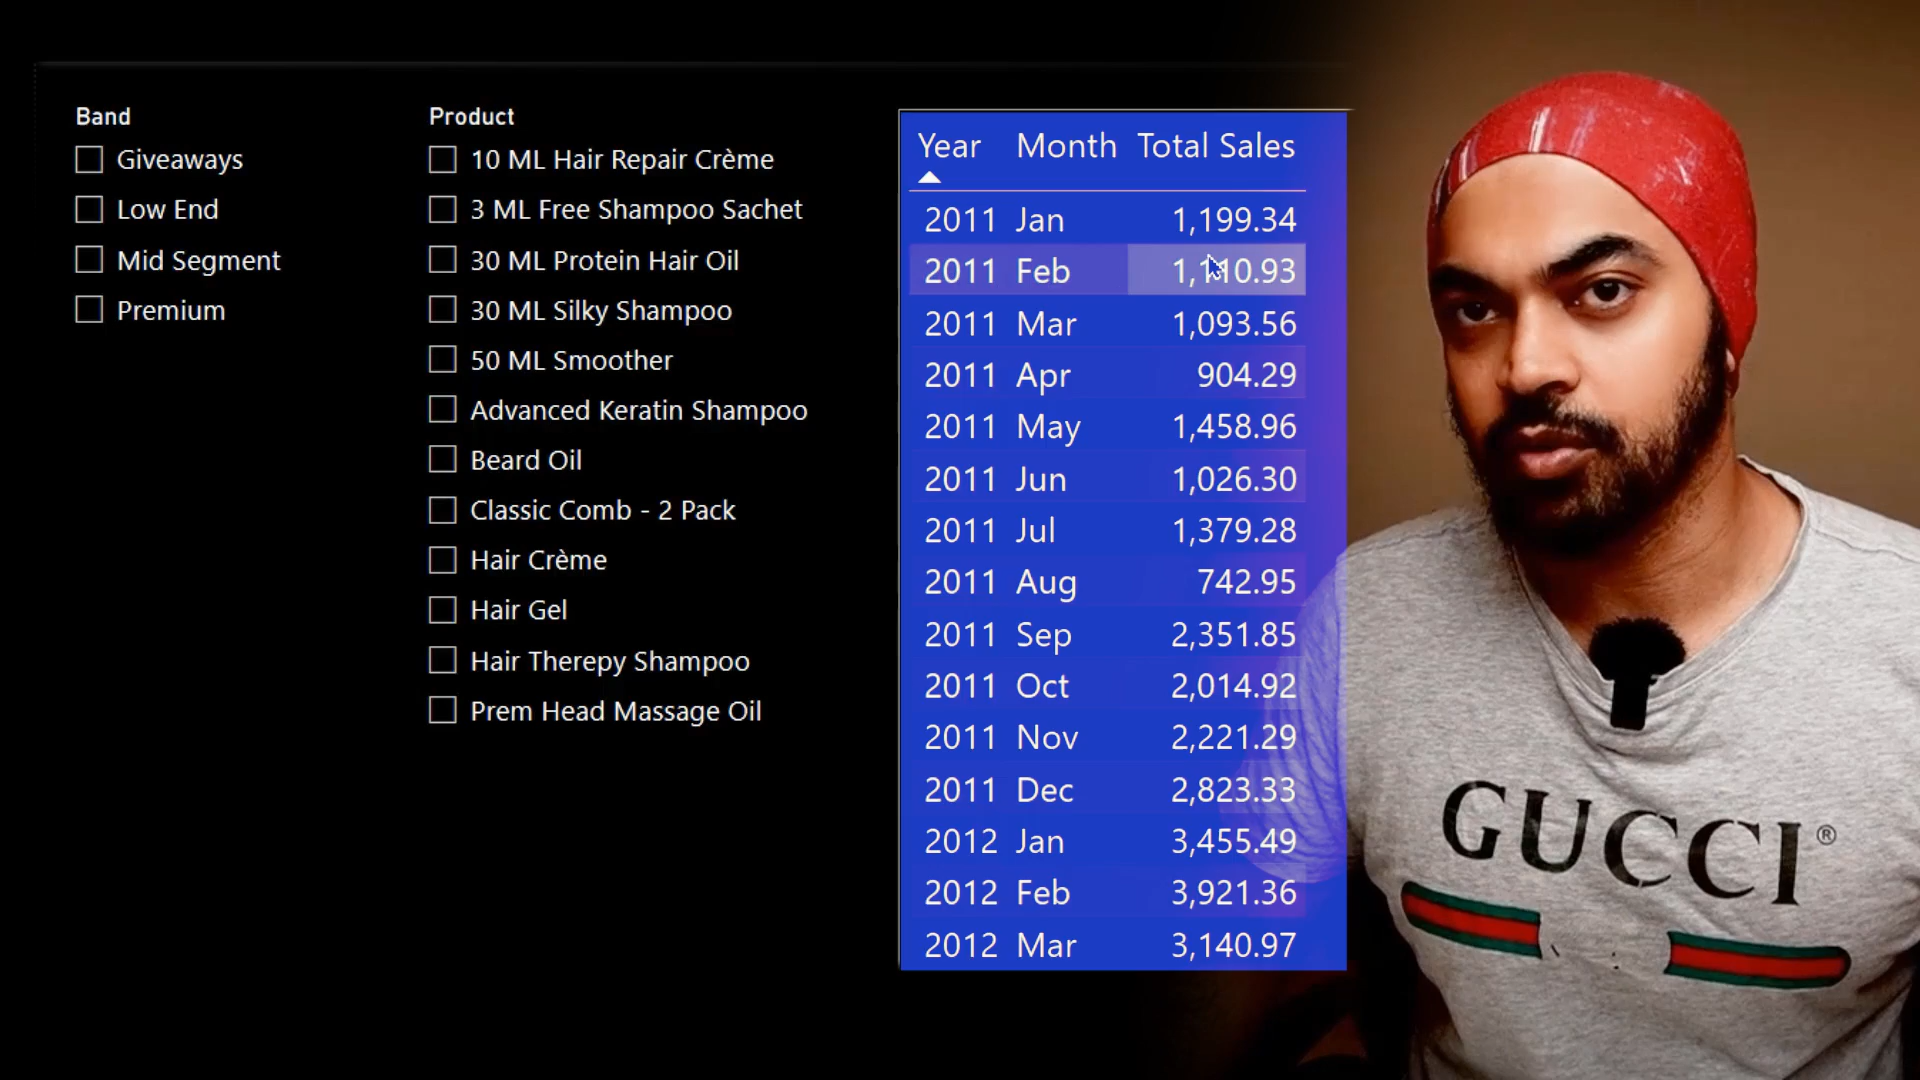 Band
Giveaways
Low End
Mid Segment
Premium
Product
10 ML Hair Repair Crème
3 ML Free Shampoo Sachet
30 ML Protein Hair Oil
30 ML Silky Shampoo
50 ML Smoother
Advanced Keratin Shampoo
Beard Oil
Classic Comb - 2 Pack
Hair Crème
Hair Gel
Hair Therepy Shampoo
Prem Head Massage Oil
Year Month Total Sales
2011 Jan 1,199.34
2011 Feb 1,110.93
2011 Mar 1,093.56
2011 Apr 904.29
2011 May 1,458.96
2011 Jun 1,026.30
2011 Jul 1,379.28
2011 Aug 742.95
2011 Sep 2,351.85
2011 Oct 2,014.92
2011 Nov 2,221.29
2011 Dec 2,823.33
2012 Jan 3,455.49
2012 Feb 3,921.36
2012 Mar 3,140.97
GUCCI®